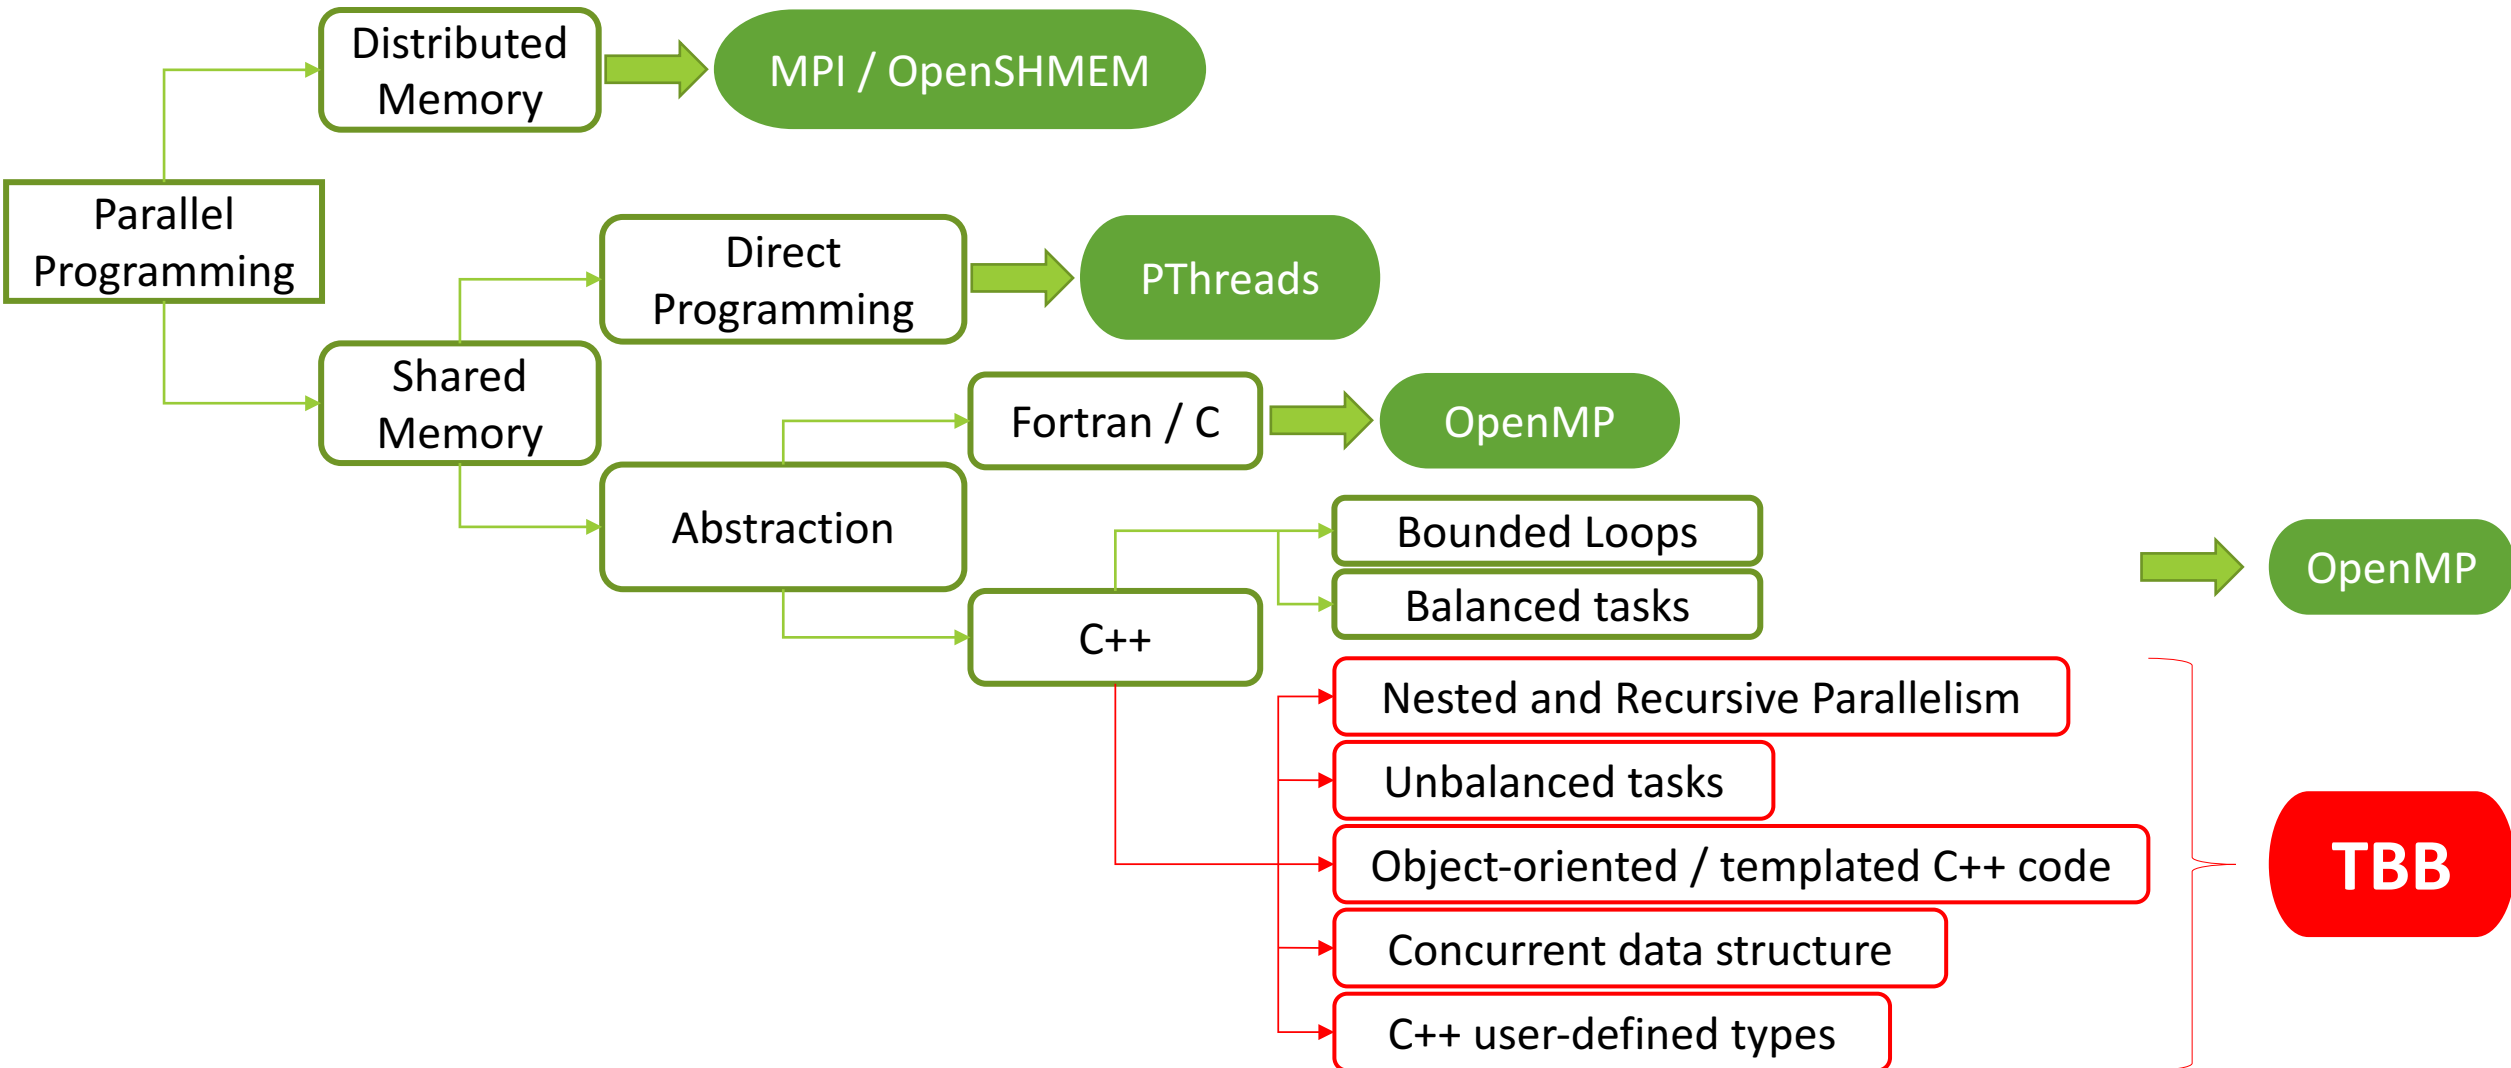 Distributed
Memory
MPI / OpenSHMEM
Parallel
Programming
Direct
Programming
PThreads
Shared
Memory
Fortran / C
OpenMP
Abstraction
Bounded Loops
Balanced tasks
OpenMP
C++
Nested and Recursive Parallelism
Unbalanced tasks
Object-oriented / templated C++ code
TBB
Concurrent data structure
C++ user-defined types